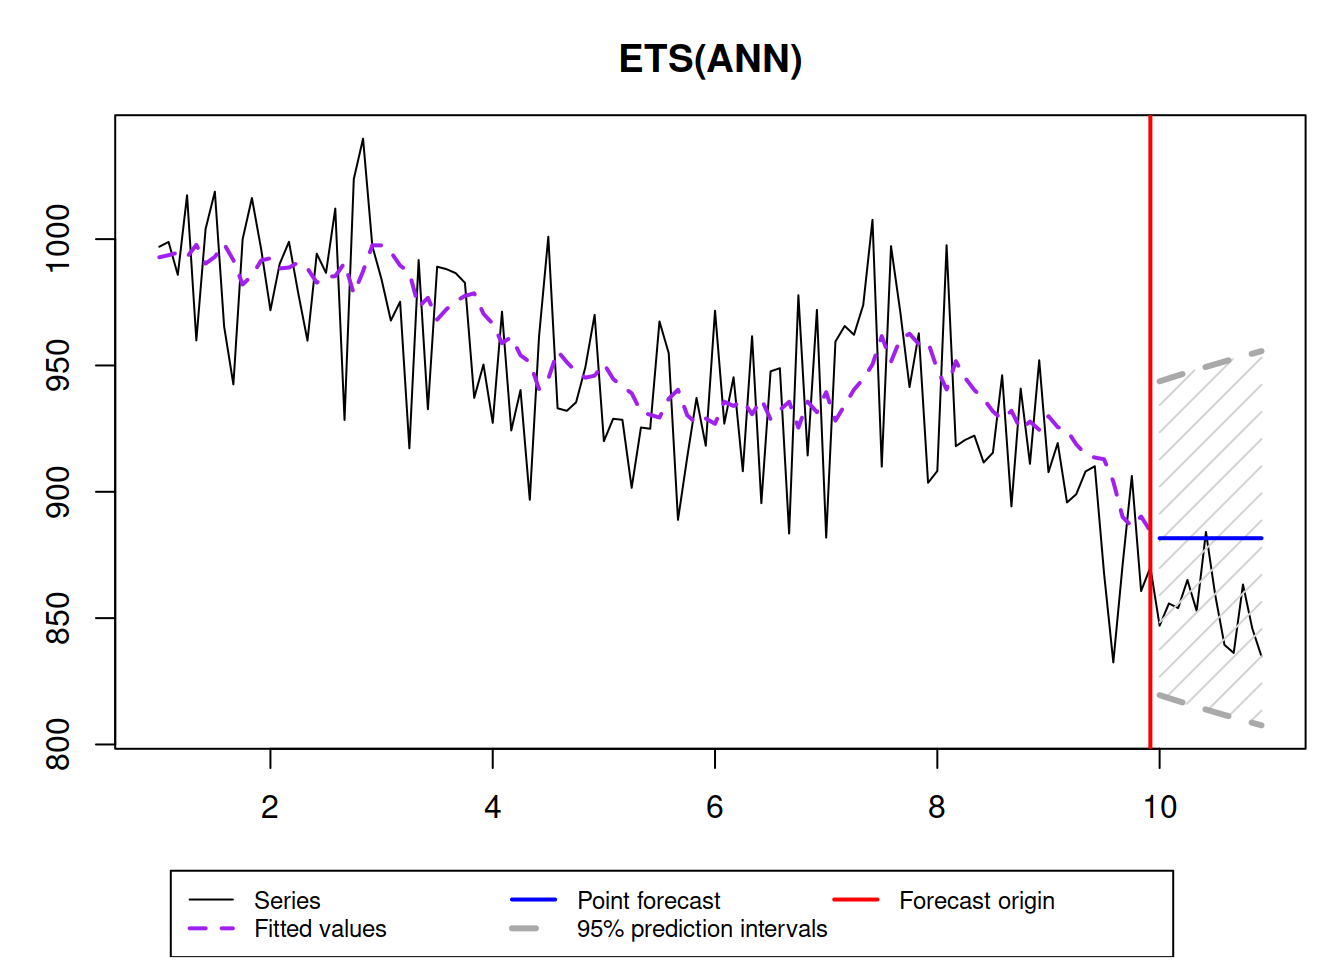 ETS(ANN)
1000
950
900
850
800
2 4 6 8 10
Series Point forecast Forecast origin
Fitted values 95% prediction intervals